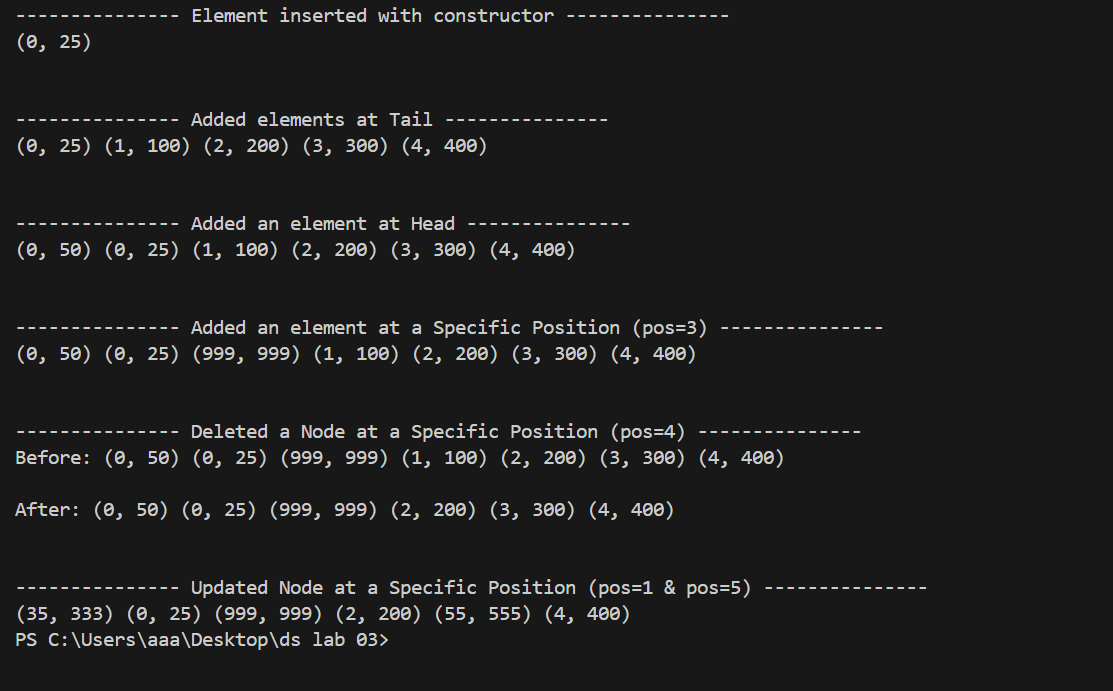 --------------- Element inserted with constructor ---------------
(0, 25)
--------------- Added elements at Tail ---------------
(0, 25) (1, 100) (2, 200) (3, 300) (4, 400)
--------------- Added an element at Head ---------------
(0, 50) (0, 25) (1, 100) (2, 200) (3, 300) (4, 400)
--------------- Added an element at a Specific Position (pos=3) ---------------
(0, 50) (0, 25) (999, 999) (1, 100) (2, 200) (3, 300) (4, 400)
--------------- Deleted a Node at a Specific Position (pos=4) ---------------
Before: (0, 50) (0, 25) (999, 999) (1, 100) (2, 200) (3, 300) (4, 400)
After: (0, 50) (0, 25) (999, 999) (2, 200) (3, 300) (4, 400)
--------------- Updated Node at a Specific Position (pos=1 & pos=5) ---------------
(35, 333) (0, 25) (999, 999) (2, 200) (55, 555) (4, 400)
PS C:\Users\aaa\Desktop\ds lab 03>